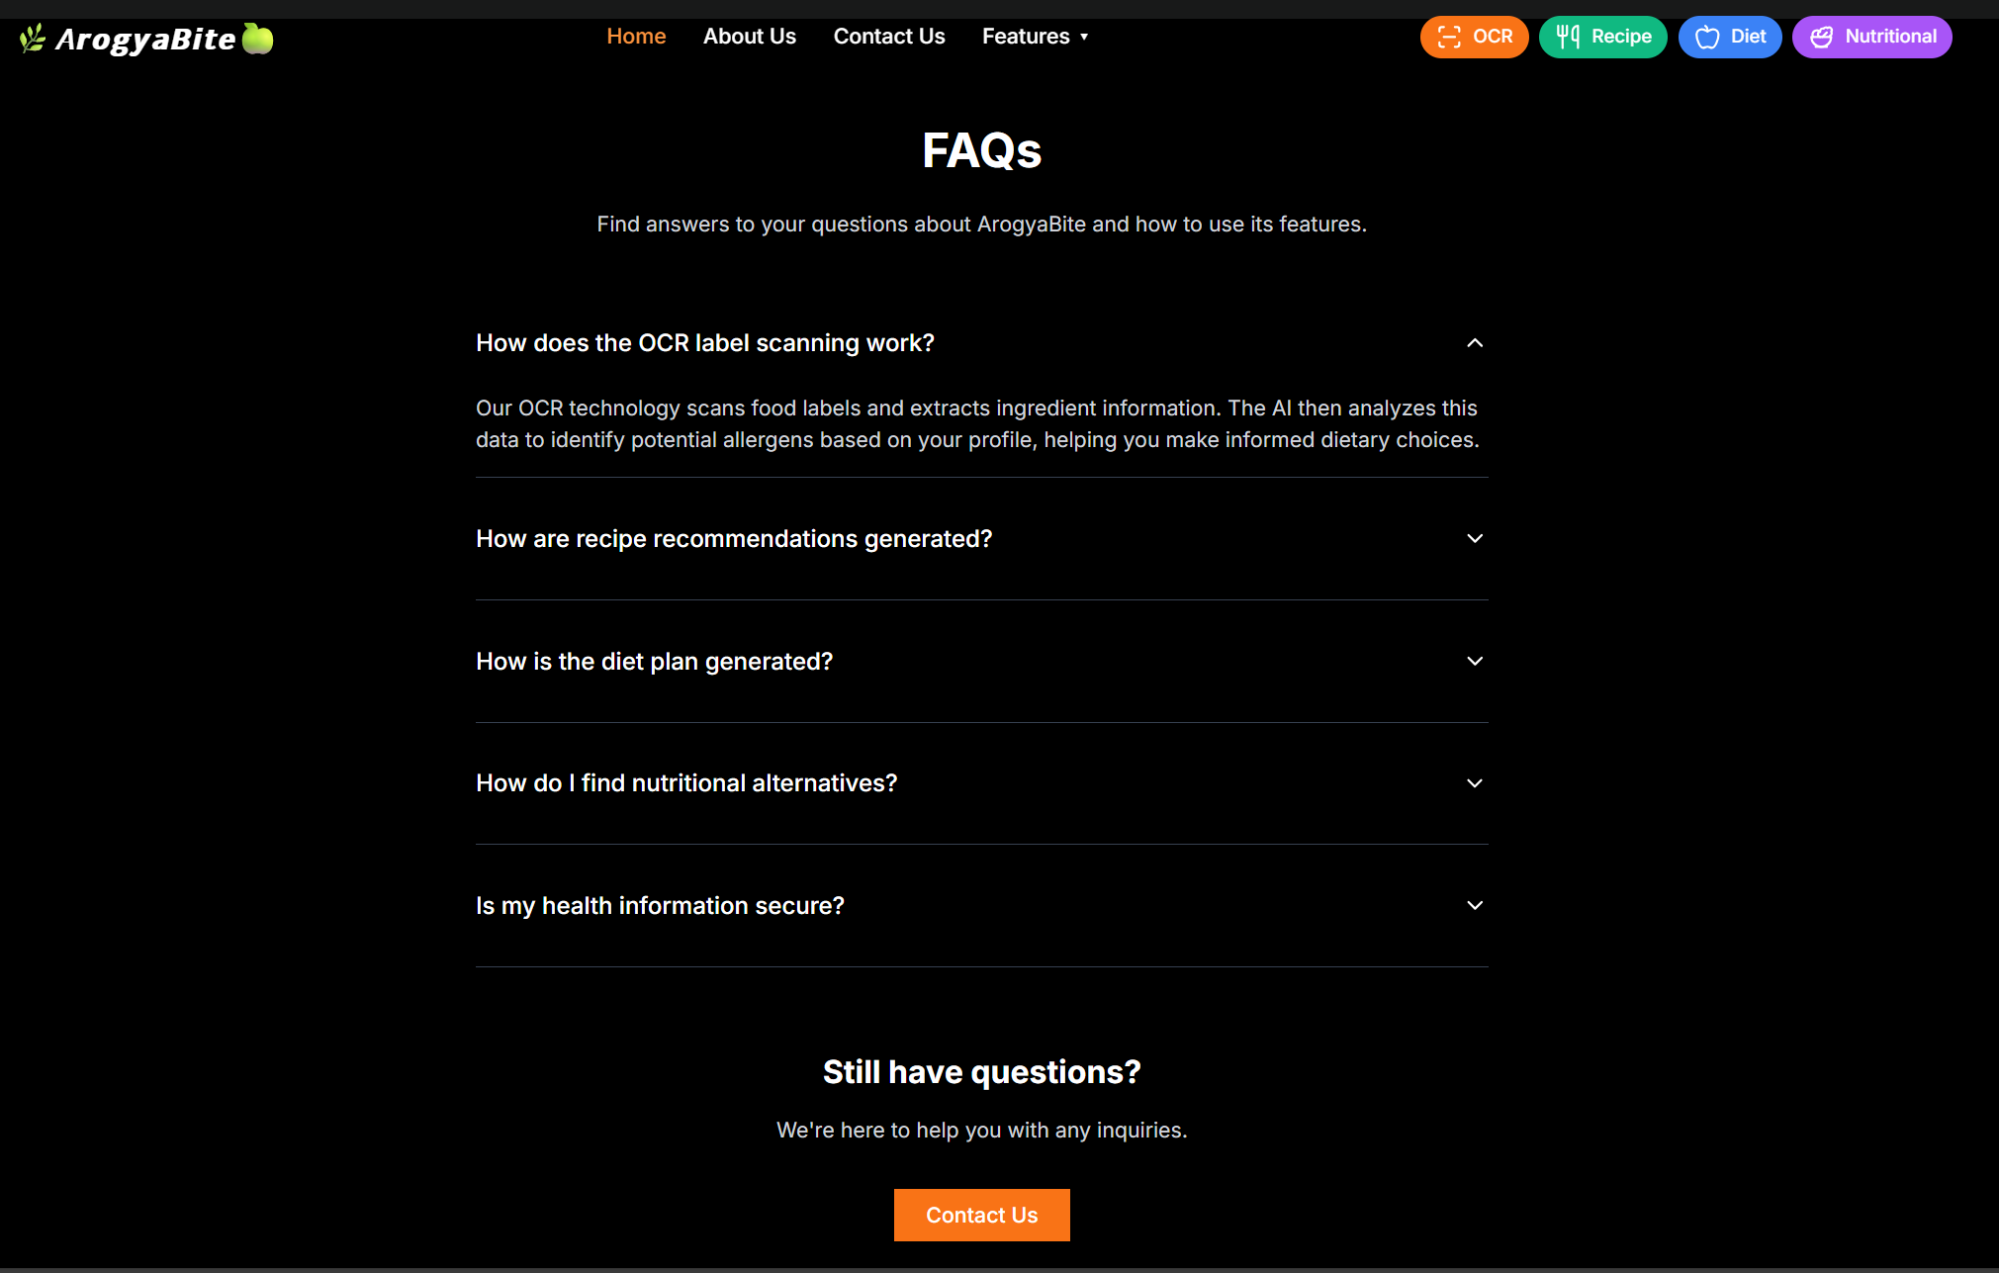 ArogyaBite
Home About Us Contact Us Features
OCR Recipe Diet Nutritional
FAQs
Find answers to your questions about ArogyaBite and how to use its features.
How does the OCR label scanning work?
Our OCR technology scans food labels and extracts ingredient information. The AI then analyzes this
data to identify potential allergens based on your profile, helping you make informed dietary choices.
How are recipe recommendations generated?
How is the diet plan generated?
How do I find nutritional alternatives?
Is my health information secure?
Still have questions?
We're here to help you with any inquiries.
Contact Us